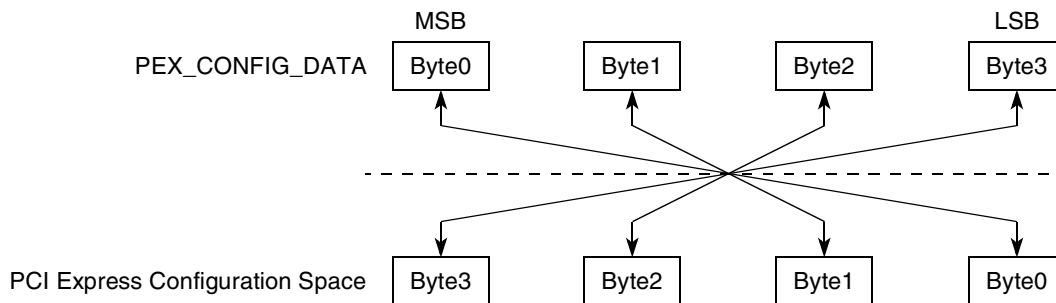 MSB LSB
PEX_CONFIG_DATA Byte0 Byte1 Byte2 Byte3
PCI Express Configuration Space Byte3 Byte2 Byte1 Byte0